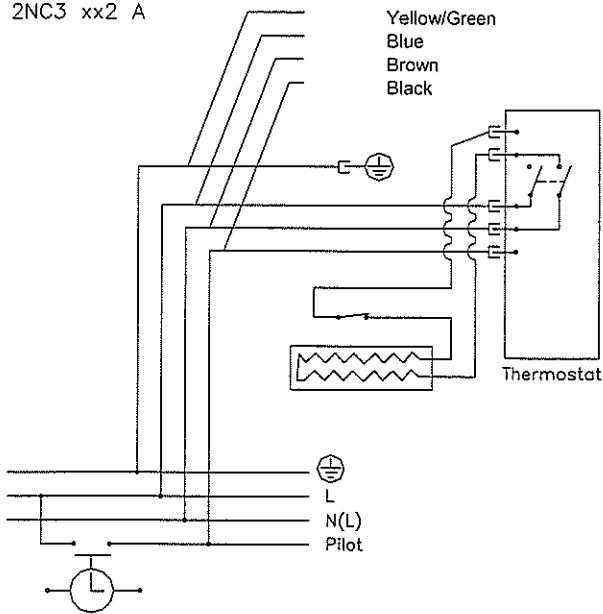 2NC3 xx2 A
Yellow/Green
Blue
Brown
Black
Thermostat
L
N(L)
Pilot